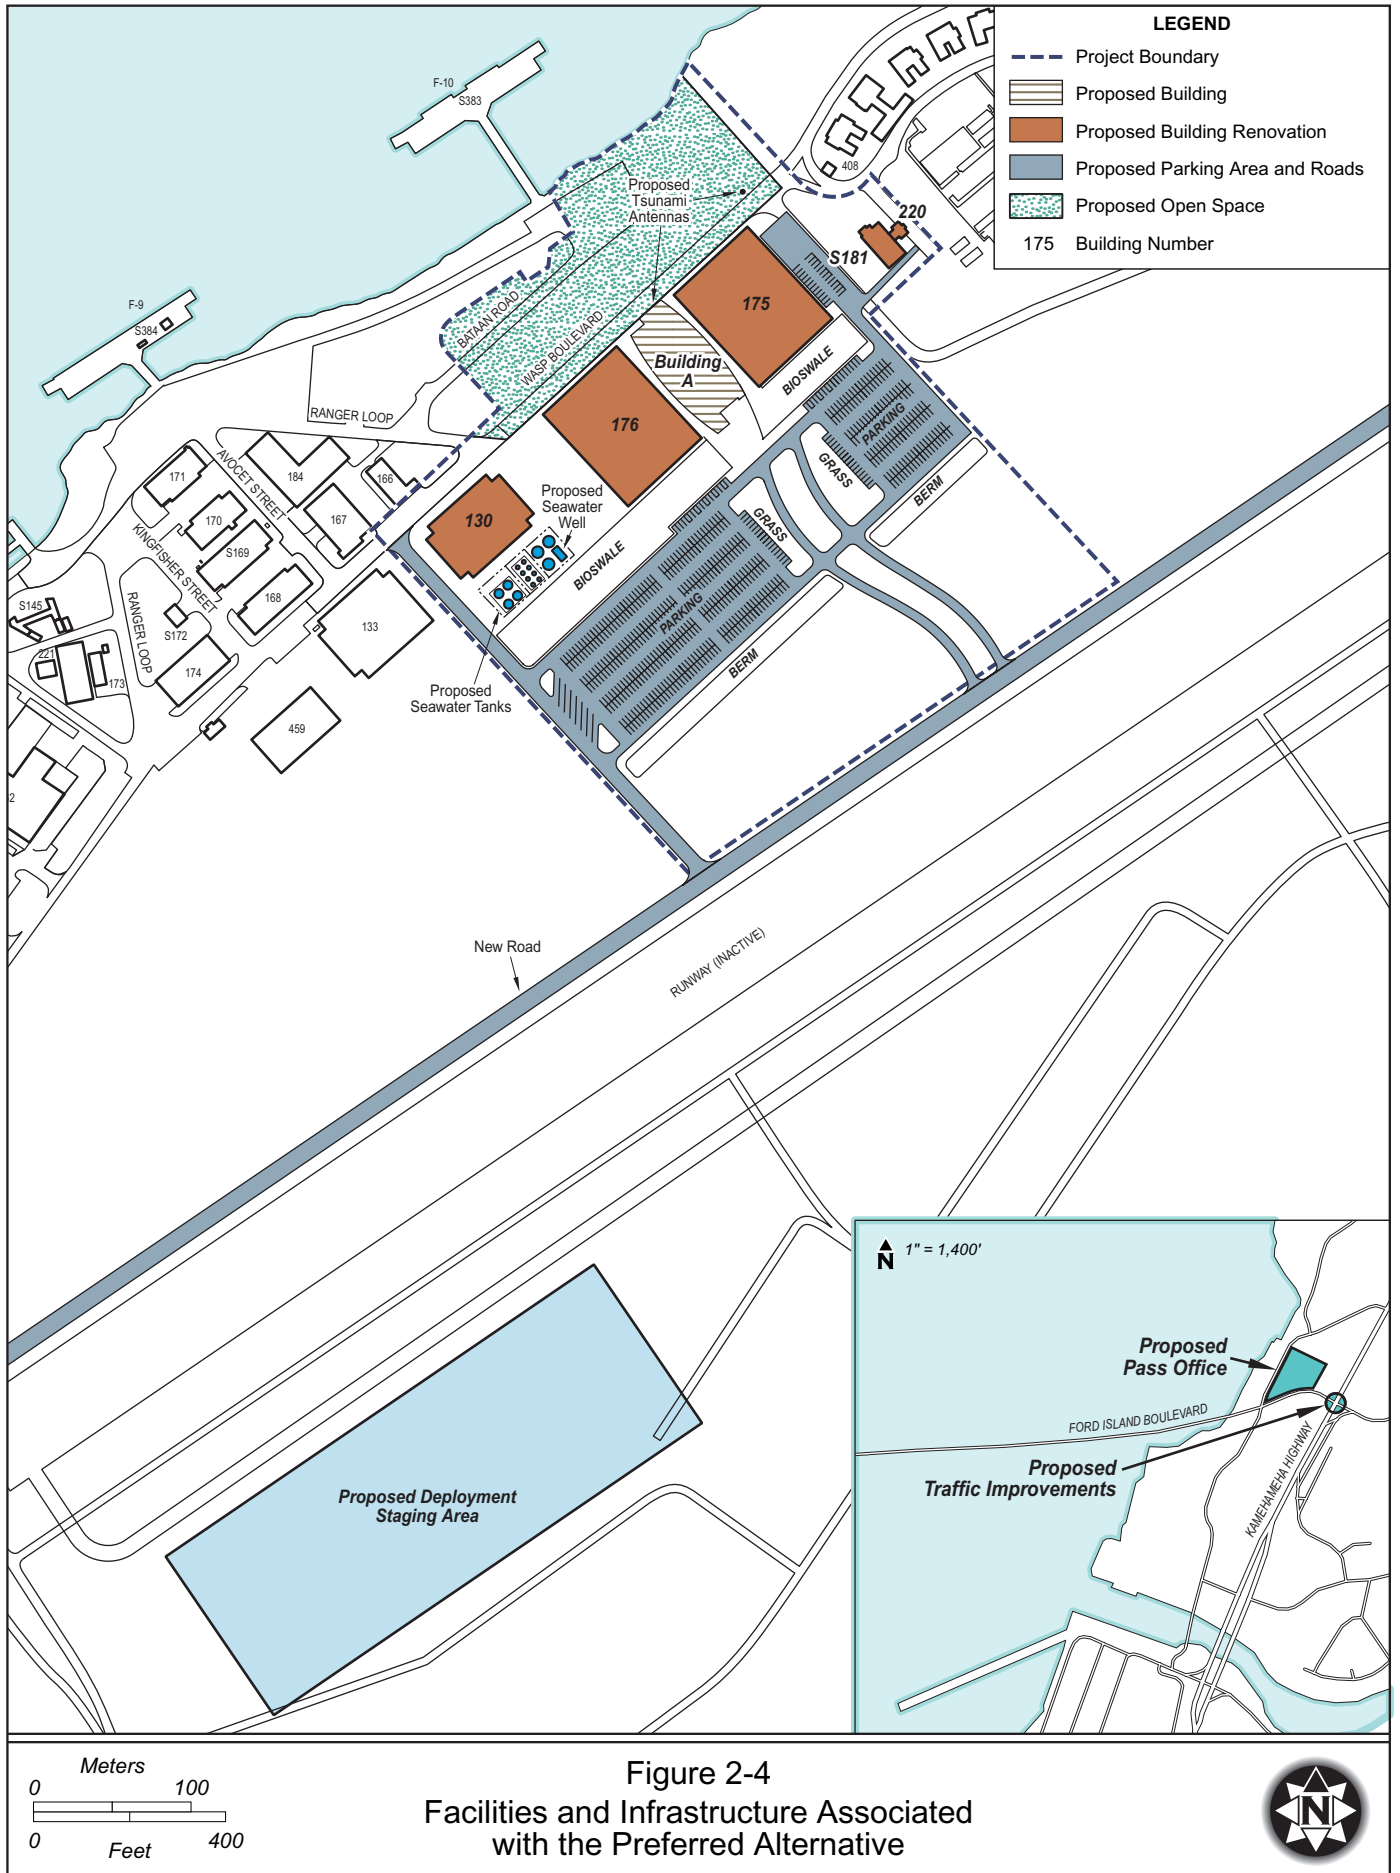 LEGEND
Project Boundary
Proposed Building
Proposed Building Renovation
Proposed Parking Area and Roads
Proposed Open Space
175 Building Number
F-10
S383
408
Proposed
Tsunami
Antennas
220
S181
F-9
S384
BATAAN ROAD
WASP BOULEVARD
175
Building
A
BIOSWALE
PARKING
GRASS
BERM
RANGER LOOP
176
171
AVOCET STREET
184
166
170
167
KINGFISHER STREET
S169
168
130
Proposed
Seawater
Well
BIOSWALE
GRASS
PARKING
BERM
S145
RANGER LOOP
S172
221
173
174
133
459
2
Proposed
Seawater Tanks
New Road
RUNWAY (INACTIVE)
Proposed Deployment
Staging Area
N
1" = 1,400'
Proposed
Pass Office
FORD ISLAND BOULEVARD
Proposed
Traffic Improvements
KAMEHAMEHA HIGHWAY
Meters
0 100
0 400
Feet
Figure 2-4
Facilities and Infrastructure Associated
with the Preferred Alternative
N